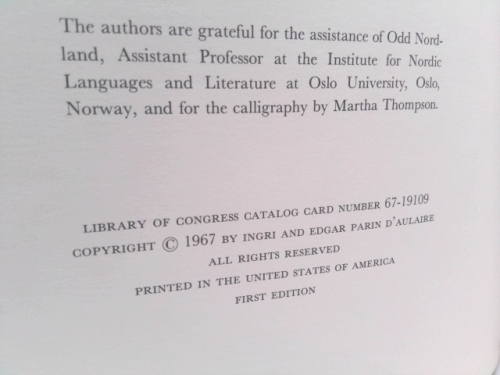 The authors are grateful for the assistance of Odd Nord-
land, Assistant Professor at the Institute for Nordic
Languages and Literature at Oslo University, Oslo,
Norway, and for the calligraphy by Martha Thompson.
LIBRARY OF CONGRESS CATALOG CARD NUMBER 67-19109
COPYRIGHT © 1967 BY INGRI AND EDGAR PARIN D'AULAIRE
ALL RIGHTS RESERVED
PRINTED IN THE UNITED STATES OF AMERICA
FIRST EDITION